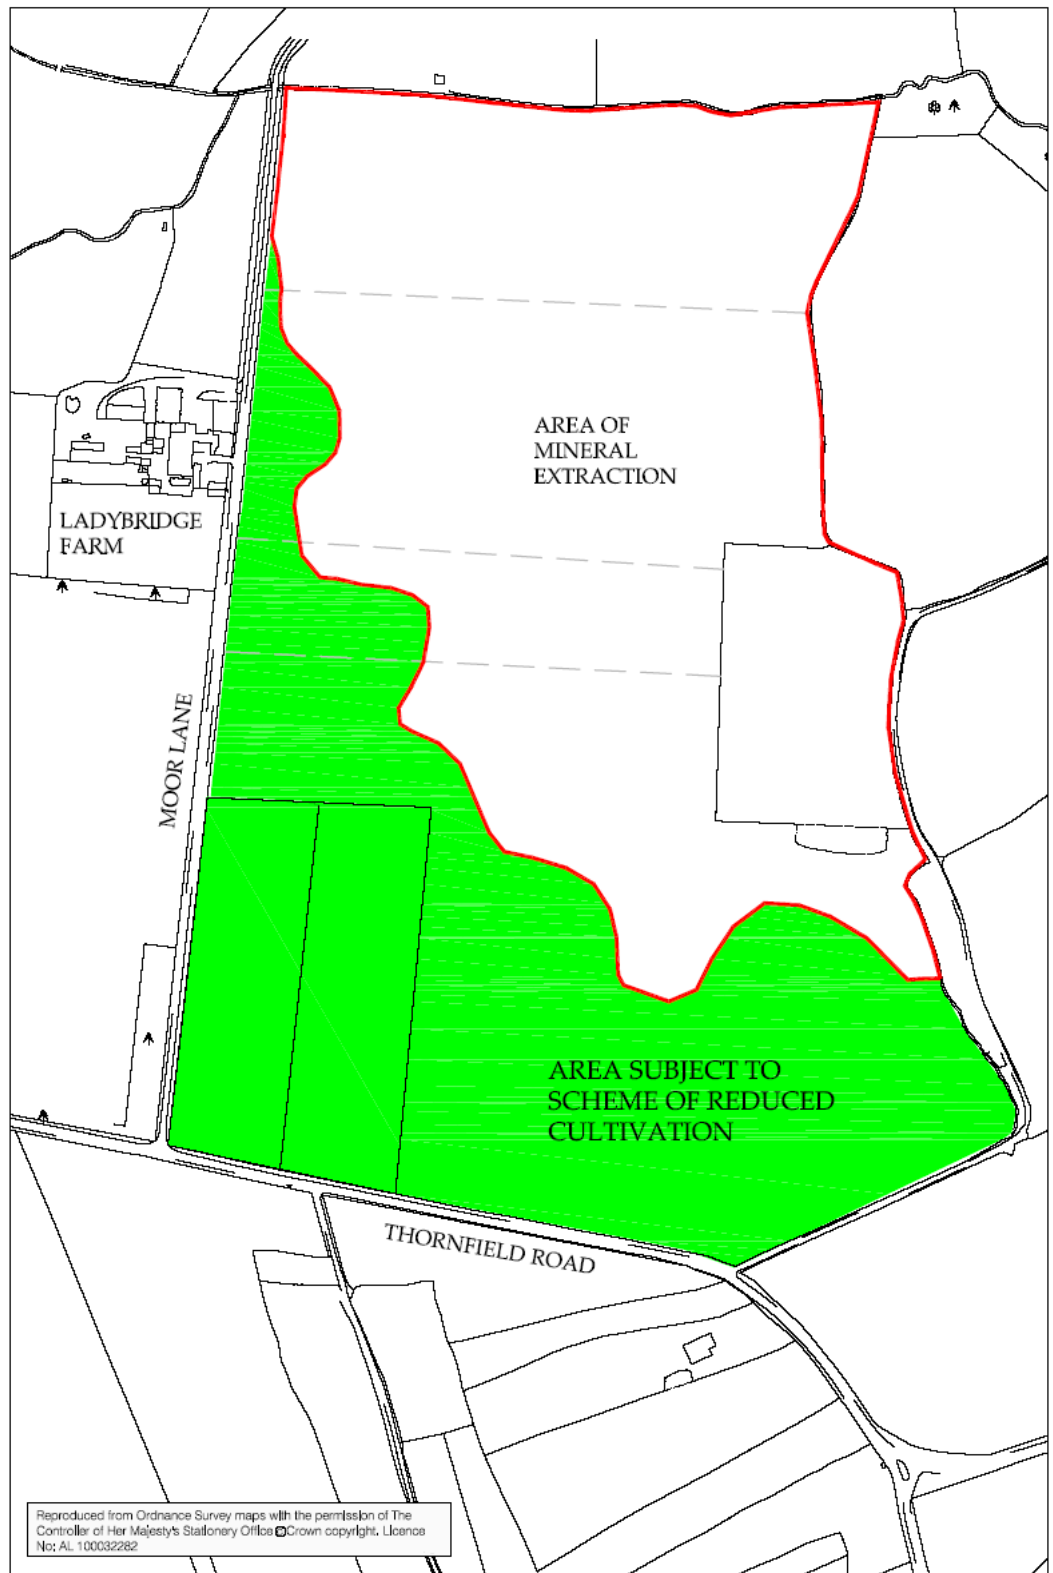 AREA OF
MINERAL
EXTRACTION
LADYBRIDGE
FARM
MOOR LANE
AREA SUBJECT TO
SCHEME OF REDUCED
CULTIVATION
THORNFIELD ROAD
Reproduced from Ordnance Survey maps with the permission of The
Controller of Her Majesty's Stationery Office © Crown copyright. Licence
No: AL 100032282